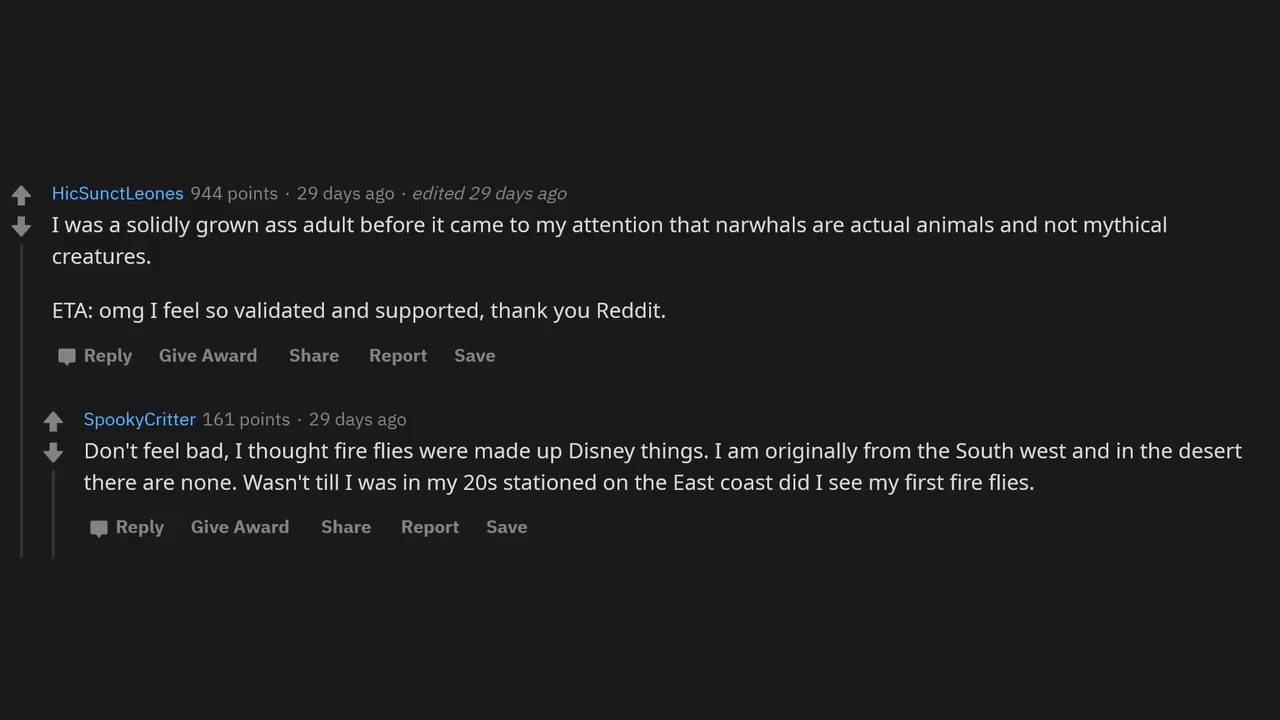 HicSunctLeones 944 points · 29 days ago · edited 29 days ago
I was a solidly grown ass adult before it came to my attention that narwhals are actual animals and not mythical
creatures.
ETA: omg I feel so validated and supported, thank you Reddit.
Reply Give Award Share Report Save
SpookyCritter 161 points · 29 days ago
Don't feel bad, I thought fire flies were made up Disney things. I am originally from the South west and in the desert
there are none. Wasn't till I was in my 20s stationed on the East coast did I see my first fire flies.
Reply Give Award Share Report Save